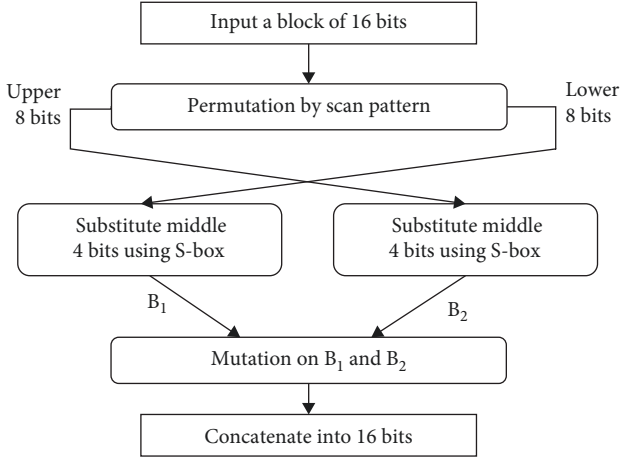 Input a block of 16 bits
Upper
8 bits
Permutation by scan pattern
Lower
8 bits
Substitute middle
4 bits using S-box
Substitute middle
4 bits using S-box
B₁
B₂
Mutation on B₁ and B₂
Concatenate into 16 bits